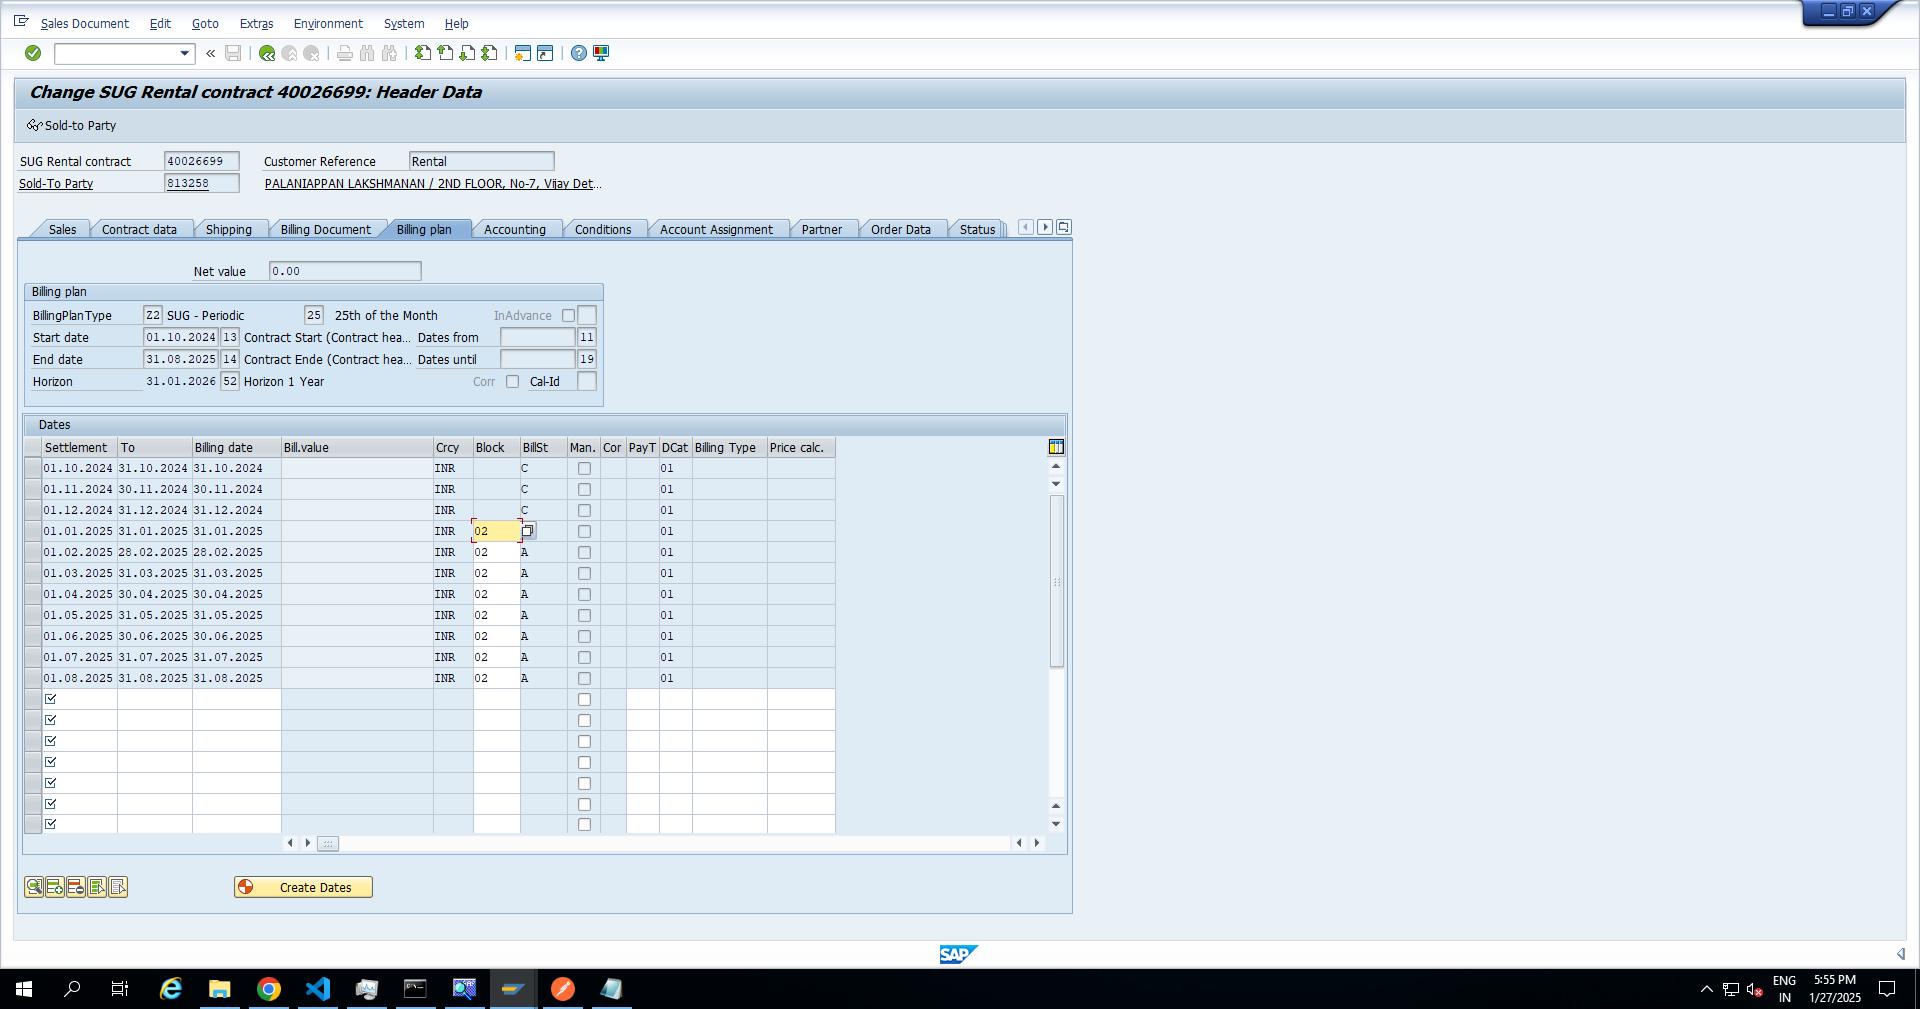 Sales Document Edit Goto Extras Environment System Help
Change SUG Rental contract 40026699: Header Data
Sold-to Party
SUG Rental contract 40026699 Customer Reference Rental
Sold-To Party 813258 PALANIAPPAN LAKSHMANAN / 2ND FLOOR, No-7, Vijay Det...
Sales Contract data Shipping Billing Document Billing plan Accounting Conditions Account Assignment Partner Order Data Status
Net value 0.00
Billing plan
BillingPlanType Z2 SUG - Periodic 25 25th of the Month InAdvance
Start date 01.10.2024 13 Contract Start (Contract hea... Dates from 11
End date 31.08.2025 14 Contract Ende (Contract hea... Dates until 19
Horizon 31.01.2026 52 Horizon 1 Year Corr Cal-Id
Dates
Settlement To Billing date Bill.value Crcy Block BillSt Man. Cor PayT DCat Billing Type Price calc.
01.10.2024 31.10.2024 31.10.2024 INR C 01
01.11.2024 30.11.2024 30.11.2024 INR C 01
01.12.2024 31.12.2024 31.12.2024 INR C 01
01.01.2025 31.01.2025 31.01.2025 INR 02 01
01.02.2025 28.02.2025 28.02.2025 INR 02 A 01
01.03.2025 31.03.2025 31.03.2025 INR 02 A 01
01.04.2025 30.04.2025 30.04.2025 INR 02 A 01
01.05.2025 31.05.2025 31.05.2025 INR 02 A 01
01.06.2025 30.06.2025 30.06.2025 INR 02 A 01
01.07.2025 31.07.2025 31.07.2025 INR 02 A 01
01.08.2025 31.08.2025 31.08.2025 INR 02 A 01
Create Dates
SAP
ENG 5:55 PM
IN 1/27/2025